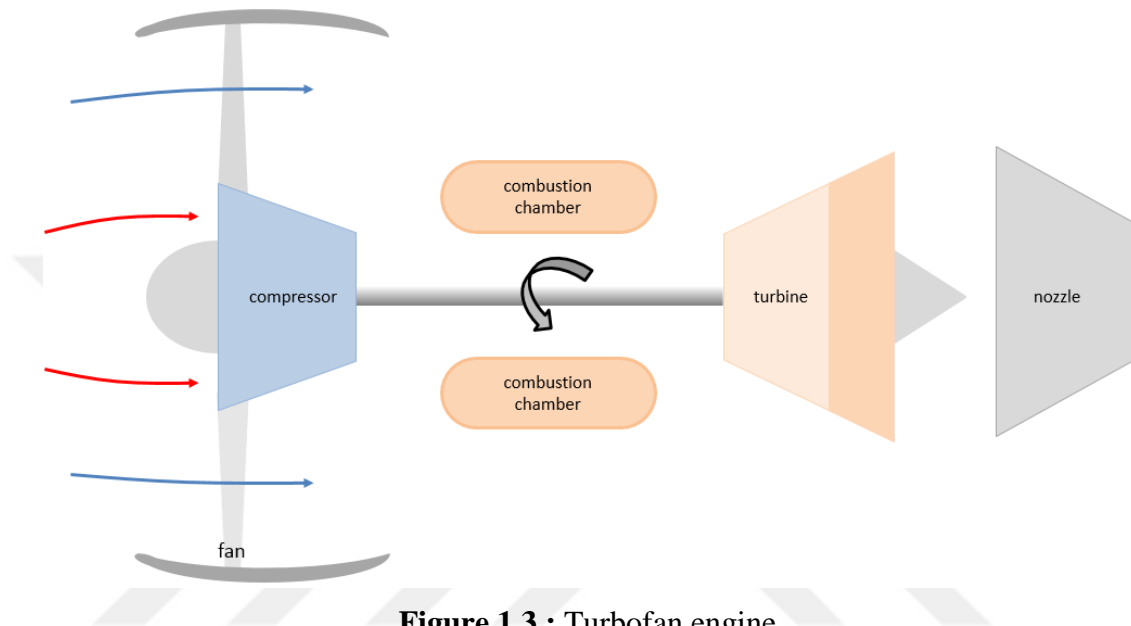 combustion
chamber
compressor
turbine
nozzle
combustion
chamber
fan
Figure 1.3 : Turbofan engine